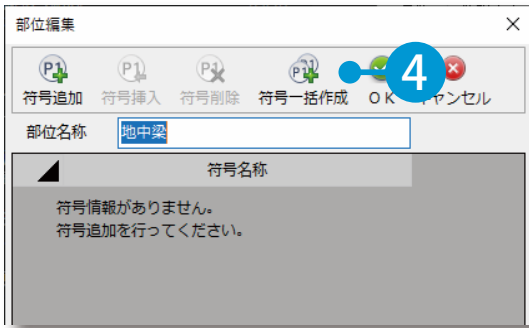 部位編集
符号追加 符号挿入 符号削除 符号一括作成 OK キャンセル
4
部位名称 地中梁
符号名称
符号情報がありません。
符号追加を行ってください。